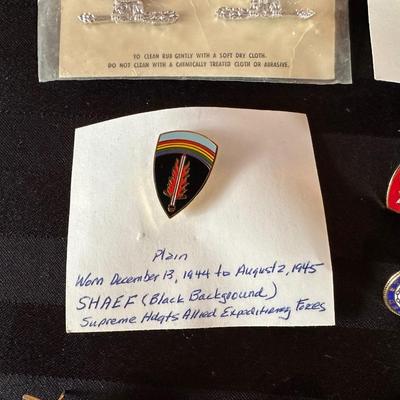 TO CLEAN RUB GENTLY WITH A SOFT DRY CLOTH.
DO NOT CLEAN WITH A CHEMICALLY TREATED CLOTH OR ABRASIVE.
Plain
Worn December 13, 1944 to August 2, 1945
SHAEF (Black Background)
Supreme Hdqts Allied Expeditionary Forces